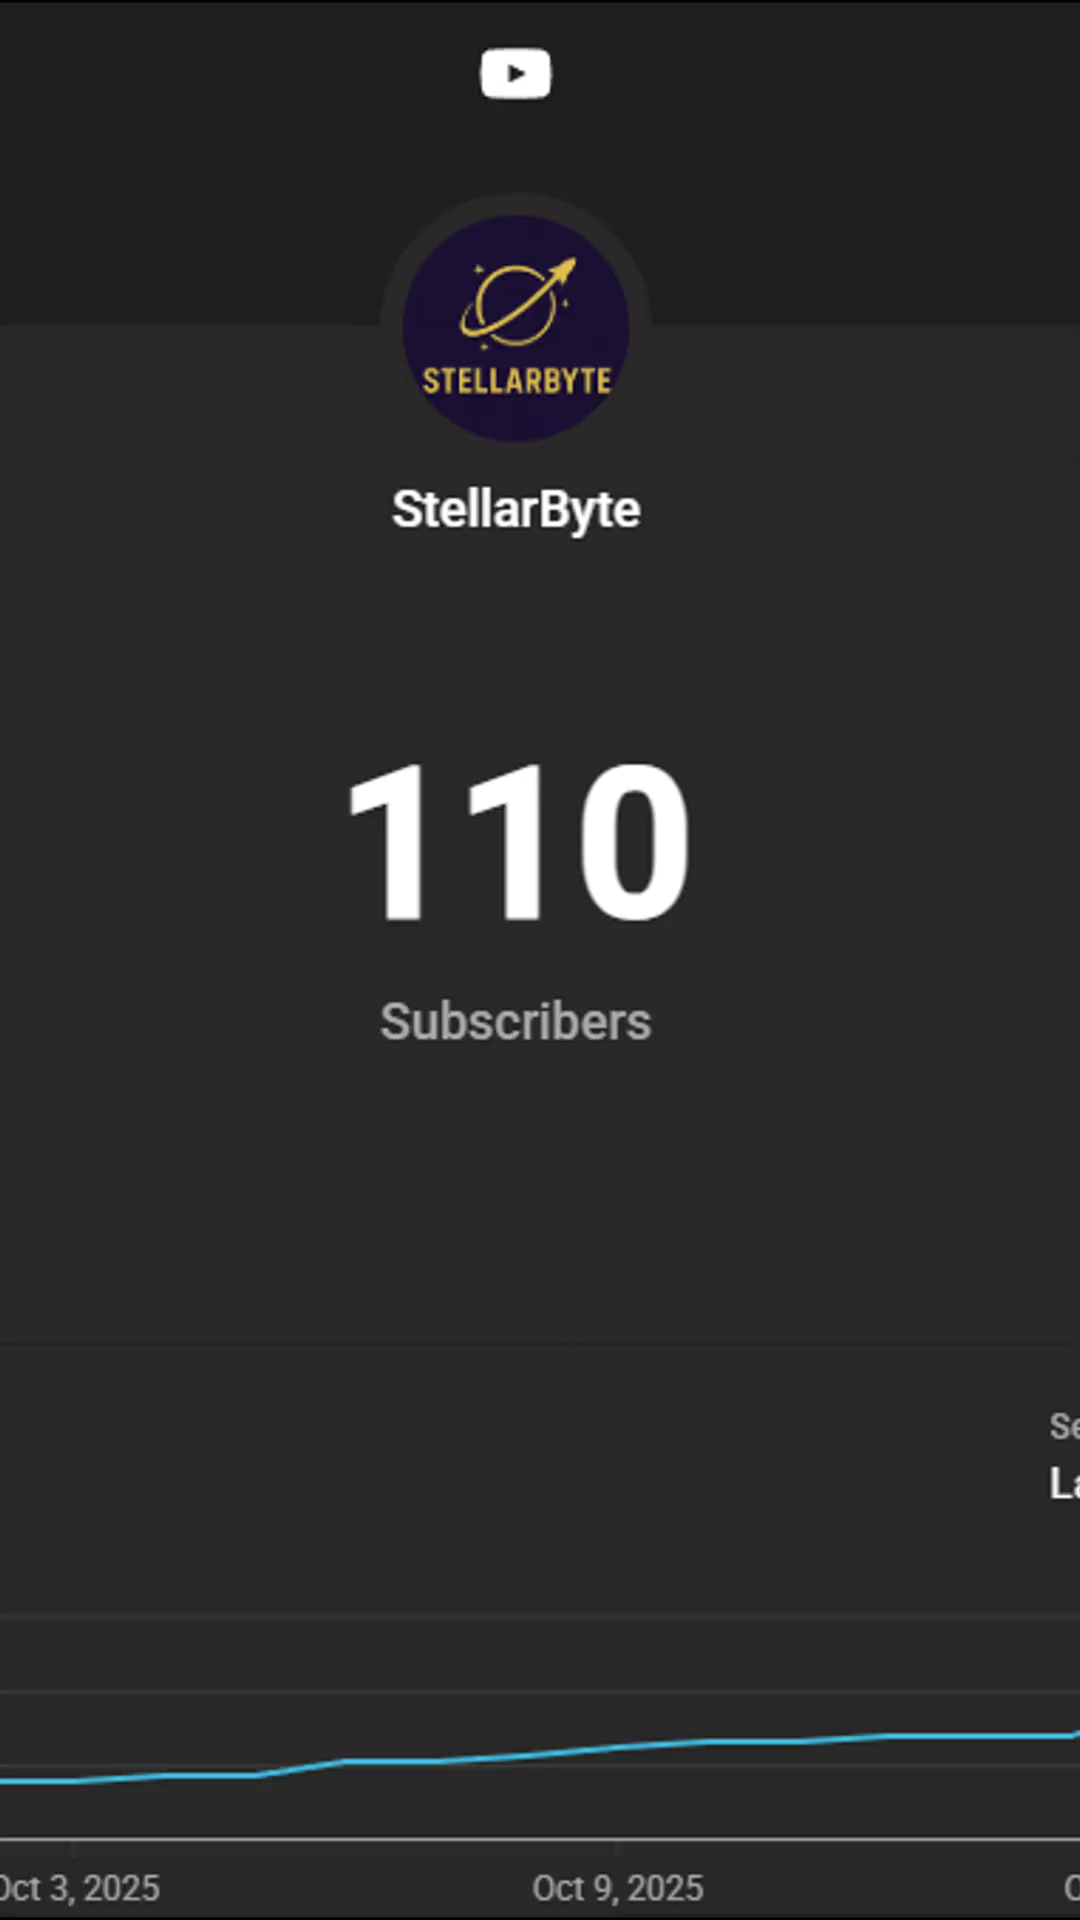 STELLARBYTE
StellarByte
110
Subscribers
Oct 3, 2025
Oct 9, 2025